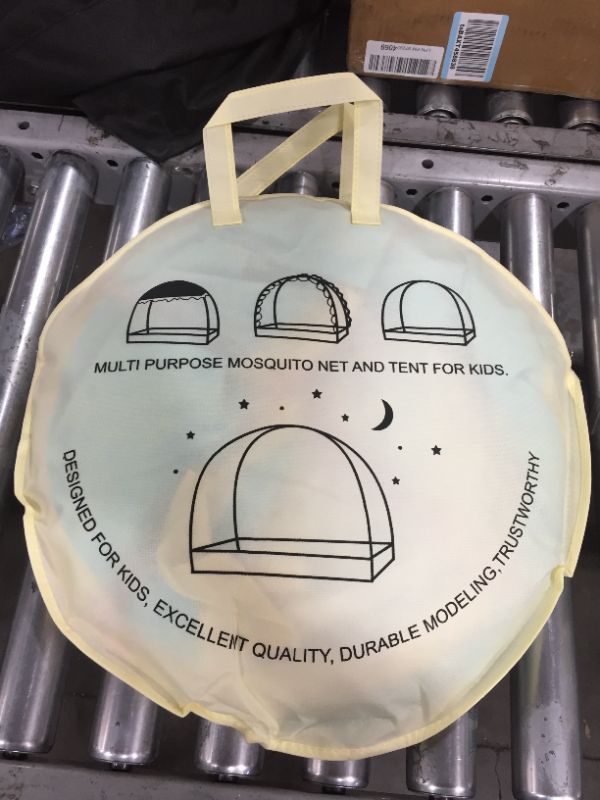 MULTI PURPOSE MOSQUITO NET AND TENT FOR KIDS.
DESIGNED FOR KIDS, EXCELLENT QUALITY, DURABLE MODELING, TRUSTWORTHY